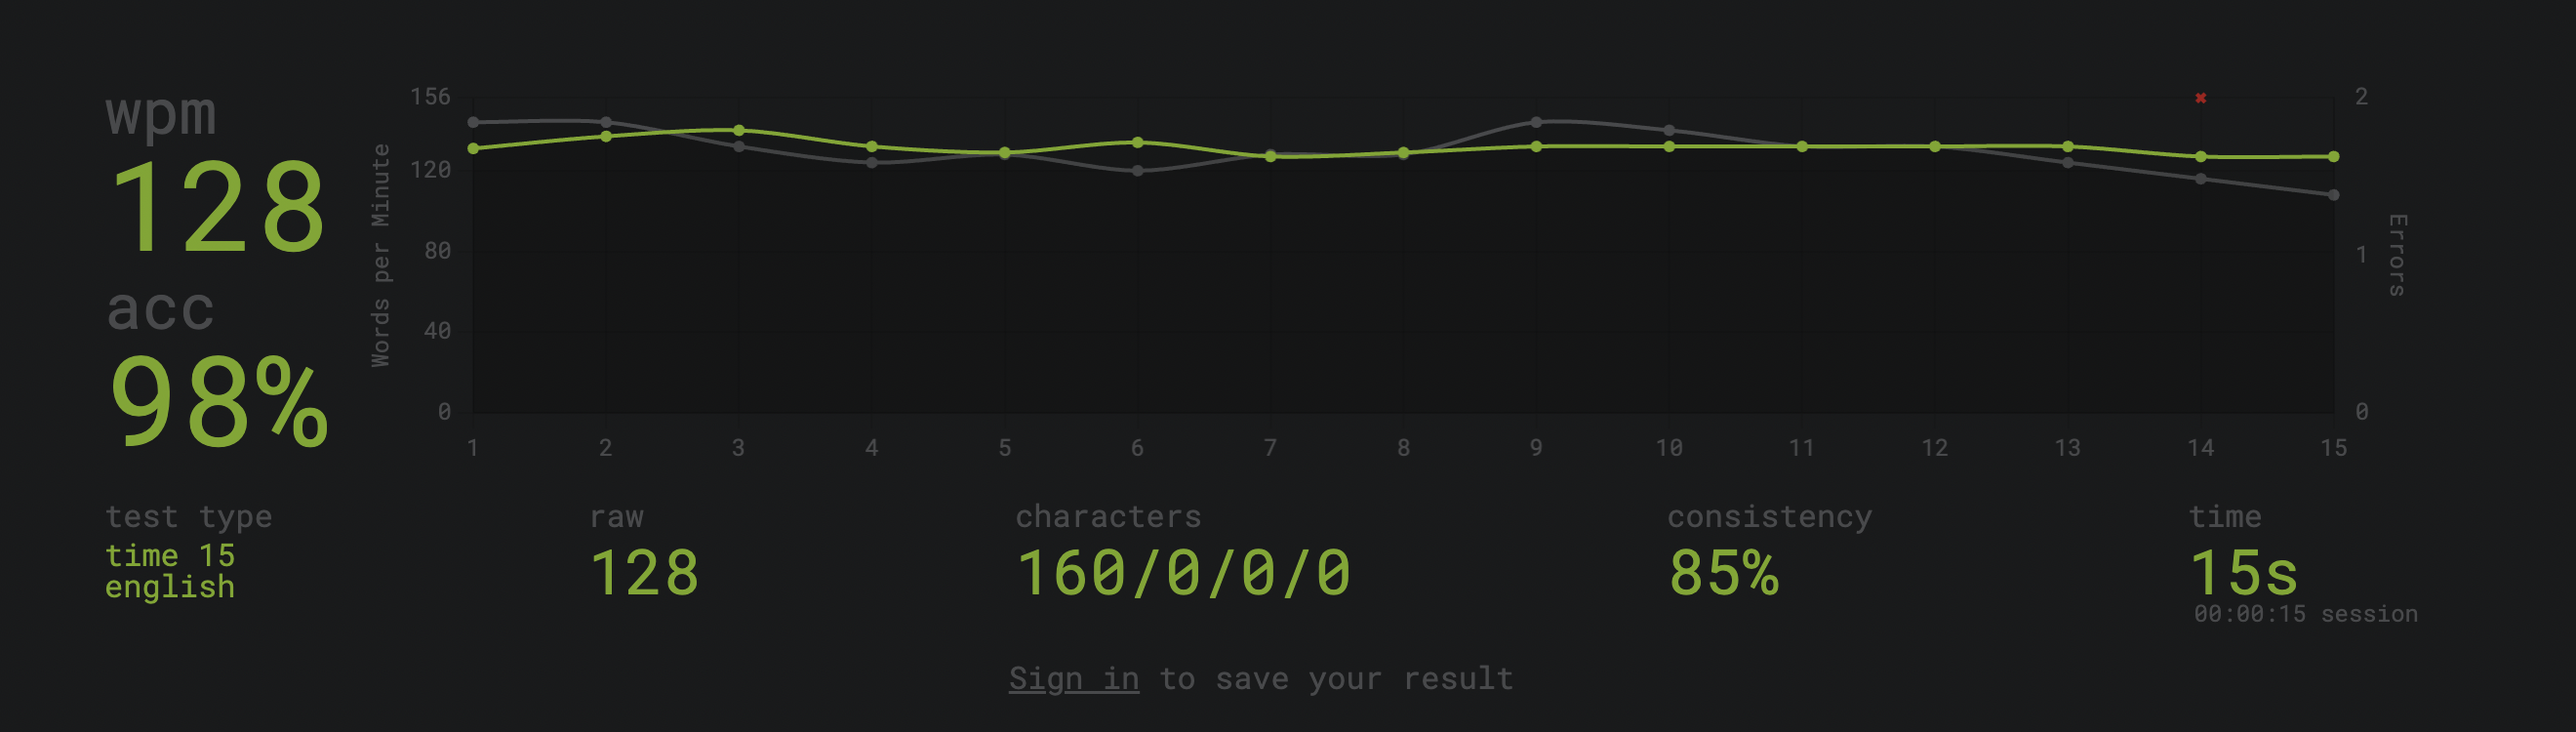 wpm
128
acc
98%
Words per Minute
156
120
80
40
0
1 2 3 4 5 6 7 8 9 10 11 12 13 14 15
2
1
0
Errors
test type
time 15
english
raw
128
characters
160/0/0/0
consistency
85%
time
15s
00:00:15 session
Sign in to save your result